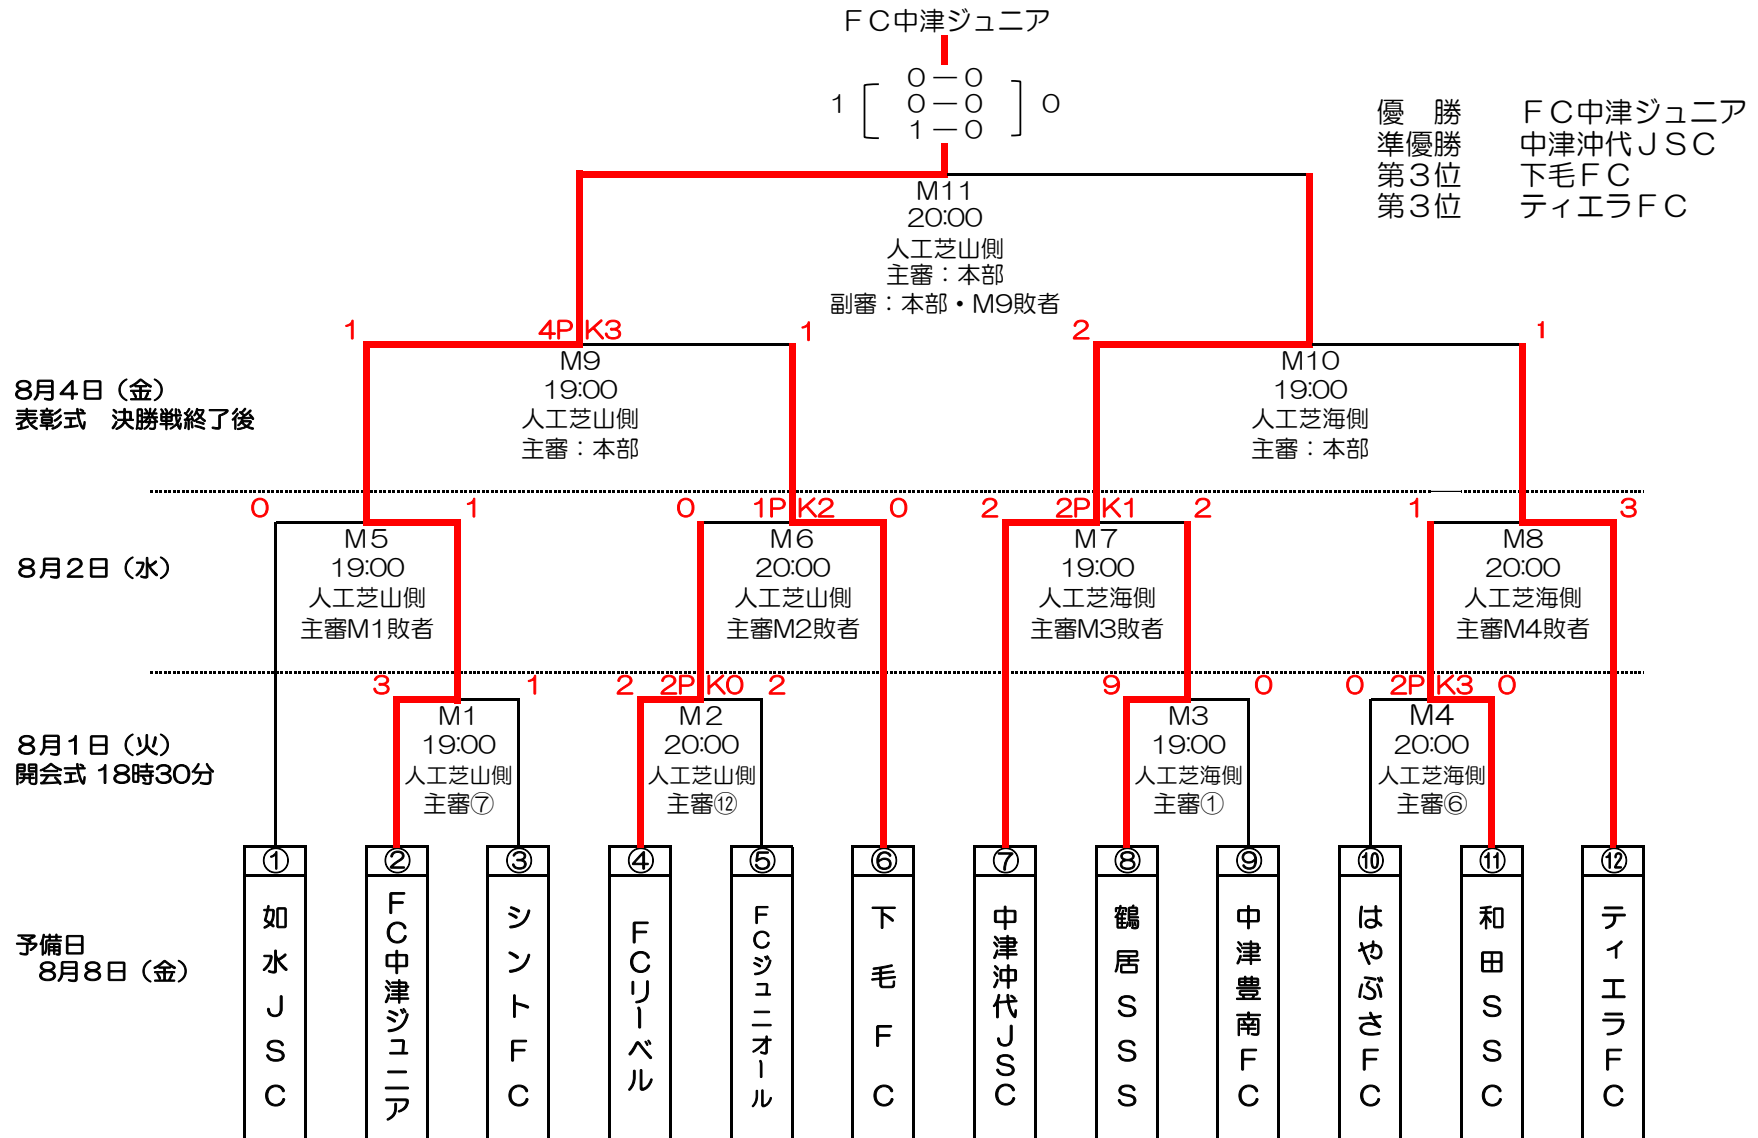 ＦＣ中津ジュニア
０－０
1 ０－０ 0
１－０
優　勝　ＦＣ中津ジュニア
準優勝　中津沖代ＪＳＣ
第３位　下毛ＦＣ
第３位　ティエラＦＣ
M11
20:00
人工芝山側
主審：本部
副審：本部・M9敗者
1 4PK3 1 2 1
M9 M10
19:00 19:00
人工芝山側 人工芝海側
主審：本部 主審：本部
8月４日（金）
表彰式　決勝戦終了後
0 1 0 1PK2 0 2 2PK1 2 1 3
M5 M6 M7 M8
19:00 20:00 19:00 20:00
人工芝山側 人工芝山側 人工芝海側 人工芝海側
主審M1敗者 主審M2敗者 主審M3敗者 主審M4敗者
8月２日（水）
3 1 2 2PK0 2 9 0 0 2PK3 0
M1 M2 M3 M4
19:00 20:00 19:00 20:00
人工芝山側 人工芝山側 人工芝海側 人工芝海側
主審⑦ 主審⑫ 主審① 主審⑥
8月１日（火）
開会式 18時30分
① ② ③ ④ ⑤ ⑥ ⑦ ⑧ ⑨ ⑩ ⑪ ⑫
如水ＪＳＣ
ＦＣ中津ジュニア
シントＦＣ
ＦＣリーベル
ＦＣジュニオール
下毛ＦＣ
中津沖代ＪＳＣ
鶴居ＳＳＳ
中津豊南ＦＣ
はやぶさＦＣ
和田ＳＳＣ
ティエラＦＣ
予備日
8月８日（金）